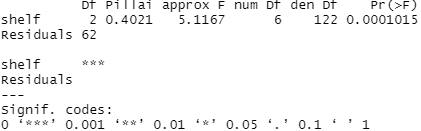 Df Pillai approx F num Df den Df Pr(>F)
shelf 2 0.4021 5.1167 6 122 0.0001015
Residuals 62
shelf ***
Residuals
---
Signif. codes:
0 ‘***’ 0.001 ‘**’ 0.01 ‘*’ 0.05 ‘.’ 0.1 ‘ ’ 1